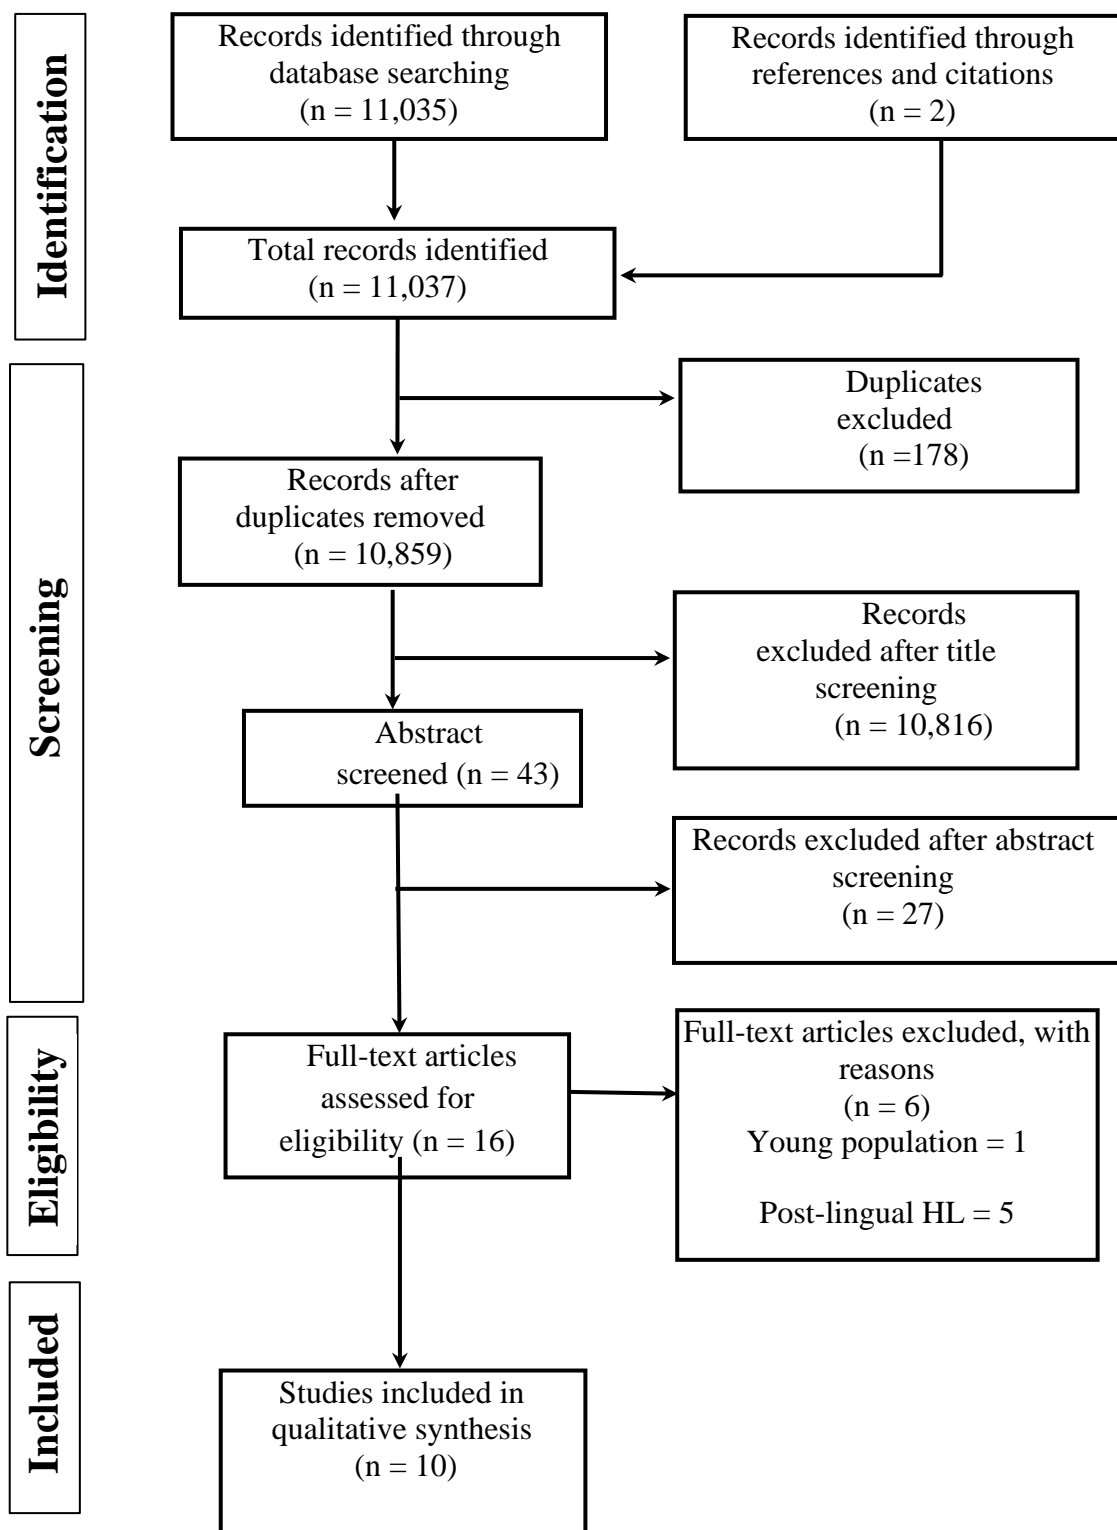 Identification
Records identified through
database searching
(n = 11,035)
Records identified through
references and citations
(n = 2)
Total records identified
(n = 11,037)
Screening
Duplicates
excluded
(n =178)
Records after
duplicates removed
(n = 10,859)
Records
excluded after title
screening
(n = 10,816)
Abstract
screened (n = 43)
Records excluded after abstract
screening
(n = 27)
Eligibility
Full-text articles
assessed for
eligibility (n = 16)
Full-text articles excluded, with
reasons
(n = 6)
Young population = 1
Post-lingual HL = 5
Included
Studies included in
qualitative synthesis
(n = 10)